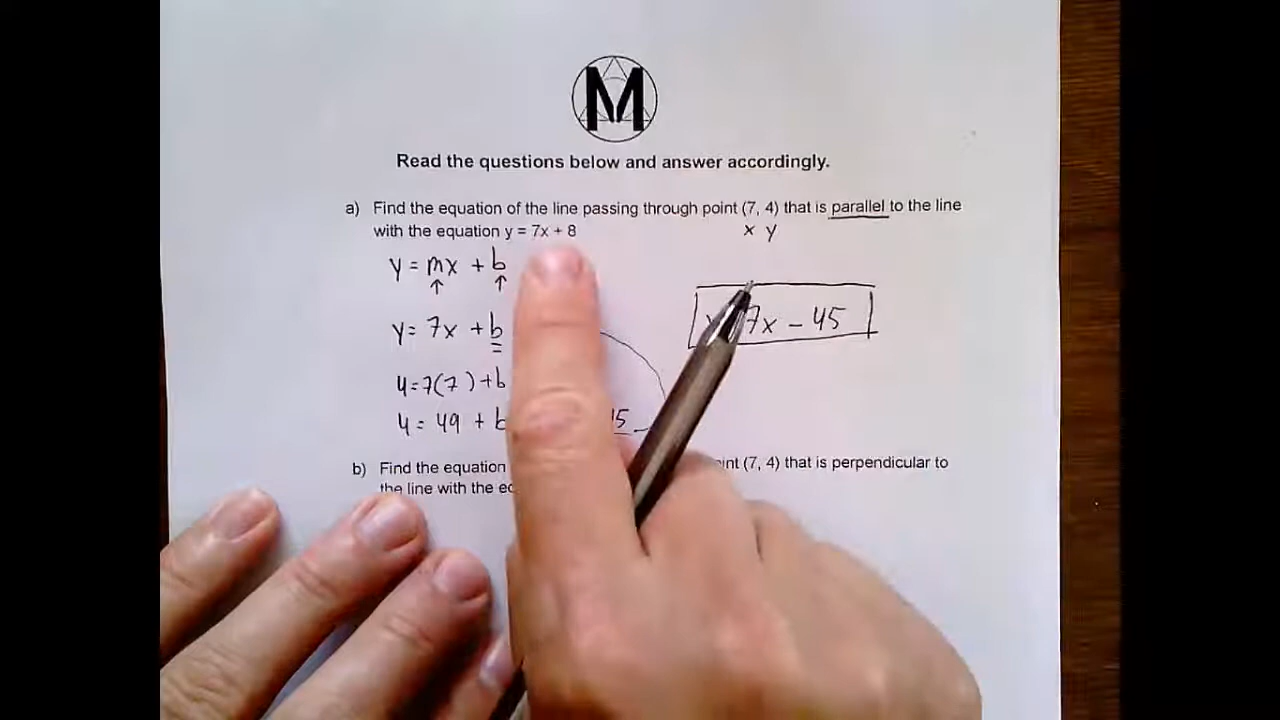 M
Read the questions below and answer accordingly.
a) Find the equation of the line passing through point (7, 4) that is parallel to the line
with the equation y = 7x + 8
x y
y = mx + b
↑ ↑
7x - 45
y = 7x + b
4=7(7)+b
4 = 49 + b
b) Find the equation (7, 4) that is perpendicular to
the line with the